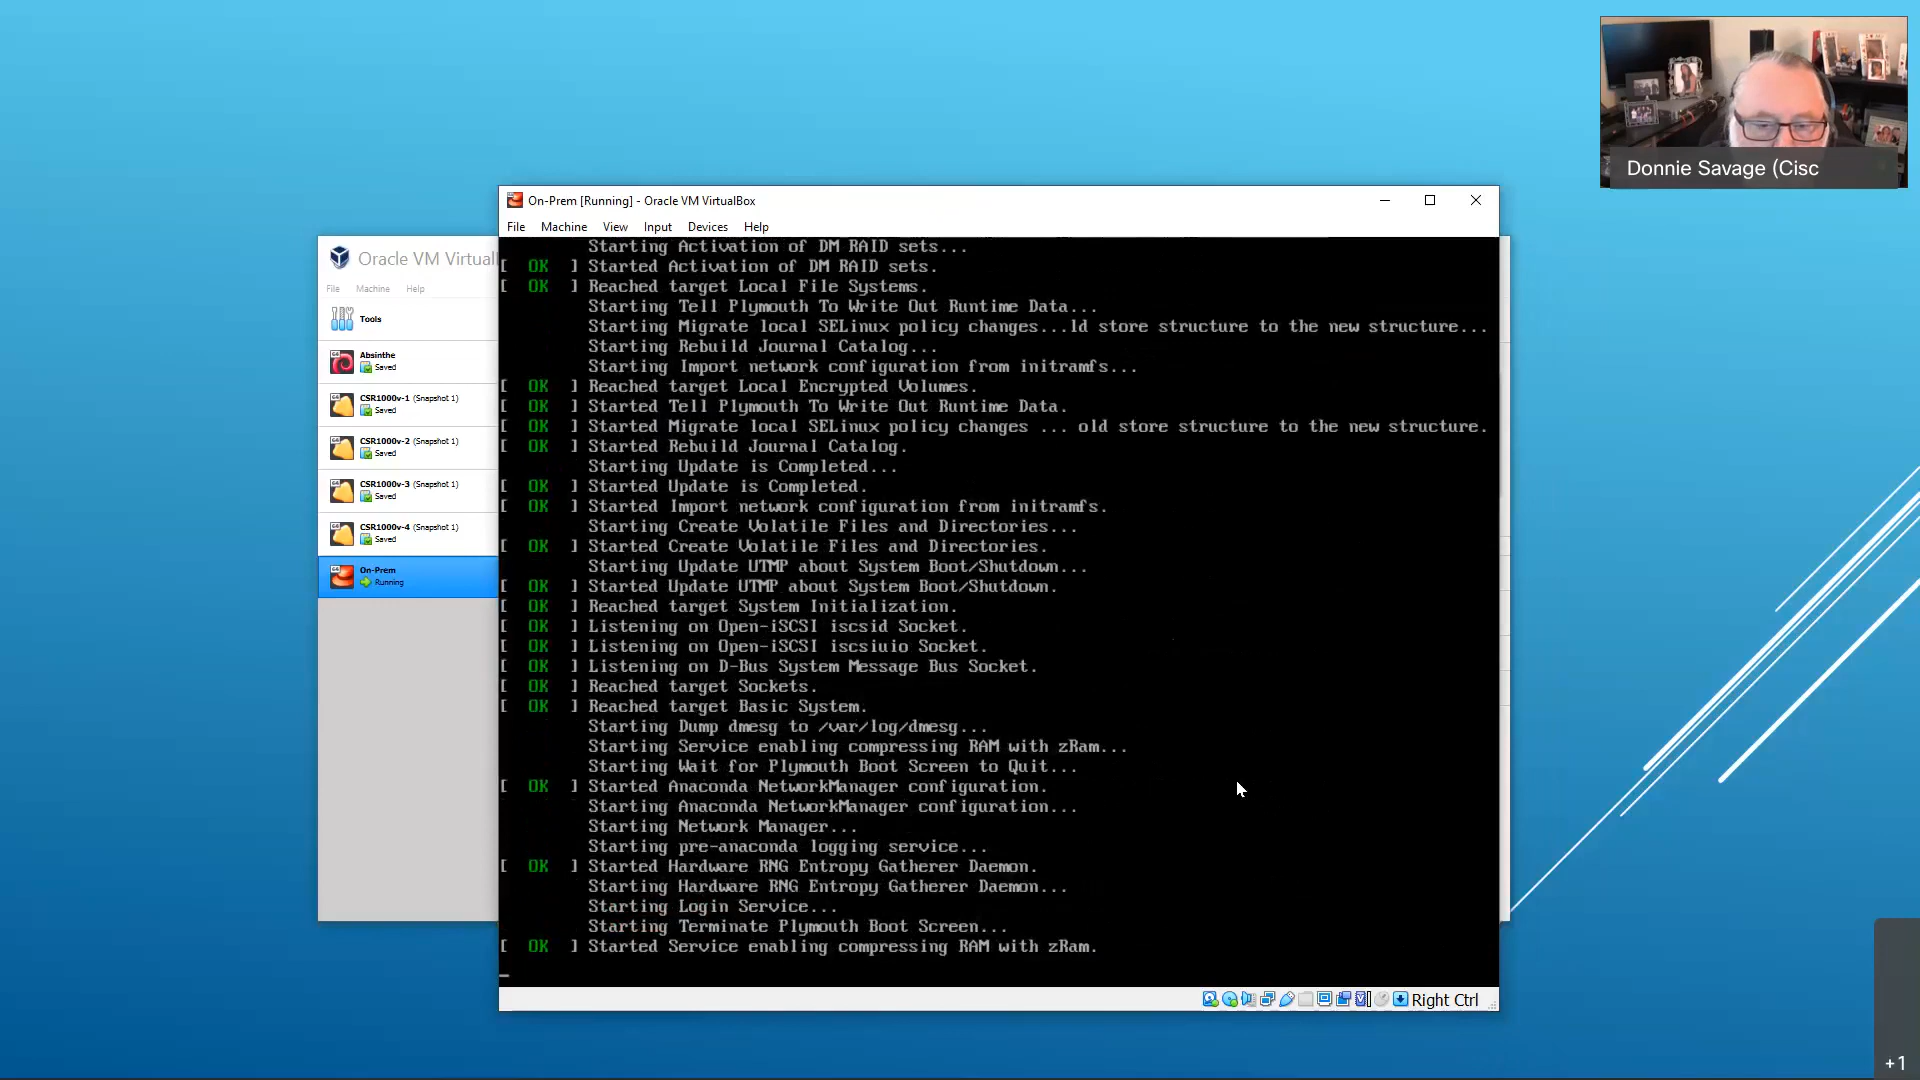 Donnie Savage (Cisc
On-Prem [Running] - Oracle VM VirtualBox
File Machine View Input Devices Help
Oracle VM Virtual
File Machine Help
Tools
Absinthe
Saved
CSR1000v-1 (Snapshot 1)
Saved
CSR1000v-2 (Snapshot 1)
Saved
CSR1000v-3 (Snapshot 1)
Saved
CSR1000v-4 (Snapshot 1)
Saved
On-Prem
Running
Starting Activation of DM RAID sets...
[ OK ] Started Activation of DM RAID sets.
[ OK ] Reached target Local File Systems.
Starting Tell Plymouth To Write Out Runtime Data...
Starting Migrate local SELinux policy changes...ld store structure to the new structure...
Starting Rebuild Journal Catalog...
Starting Import network configuration from initramfs...
[ OK ] Reached target Local Encrypted Volumes.
[ OK ] Started Tell Plymouth To Write Out Runtime Data.
[ OK ] Started Migrate local SELinux policy changes ... old store structure to the new structure.
[ OK ] Started Rebuild Journal Catalog.
Starting Update is Completed...
[ OK ] Started Update is Completed.
[ OK ] Started Import network configuration from initramfs.
Starting Create Volatile Files and Directories...
[ OK ] Started Create Volatile Files and Directories.
Starting Update UTMP about System Boot/Shutdown...
[ OK ] Started Update UTMP about System Boot/Shutdown.
[ OK ] Reached target System Initialization.
[ OK ] Listening on Open-iSCSI iscsid Socket.
[ OK ] Listening on Open-iSCSI iscsiuio Socket.
[ OK ] Listening on D-Bus System Message Bus Socket.
[ OK ] Reached target Sockets.
[ OK ] Reached target Basic System.
Starting Dump dmesg to /var/log/dmesg...
Starting Service enabling compressing RAM with zRam...
Starting Wait for Plymouth Boot Screen to Quit...
[ OK ] Started Anaconda NetworkManager configuration.
Starting Anaconda NetworkManager configuration...
Starting Network Manager...
Starting pre-anaconda logging service...
[ OK ] Started Hardware RNG Entropy Gatherer Daemon.
Starting Hardware RNG Entropy Gatherer Daemon...
Starting Login Service...
Starting Terminate Plymouth Boot Screen...
[ OK ] Started Service enabling compressing RAM with zRam.
Right Ctrl
+1